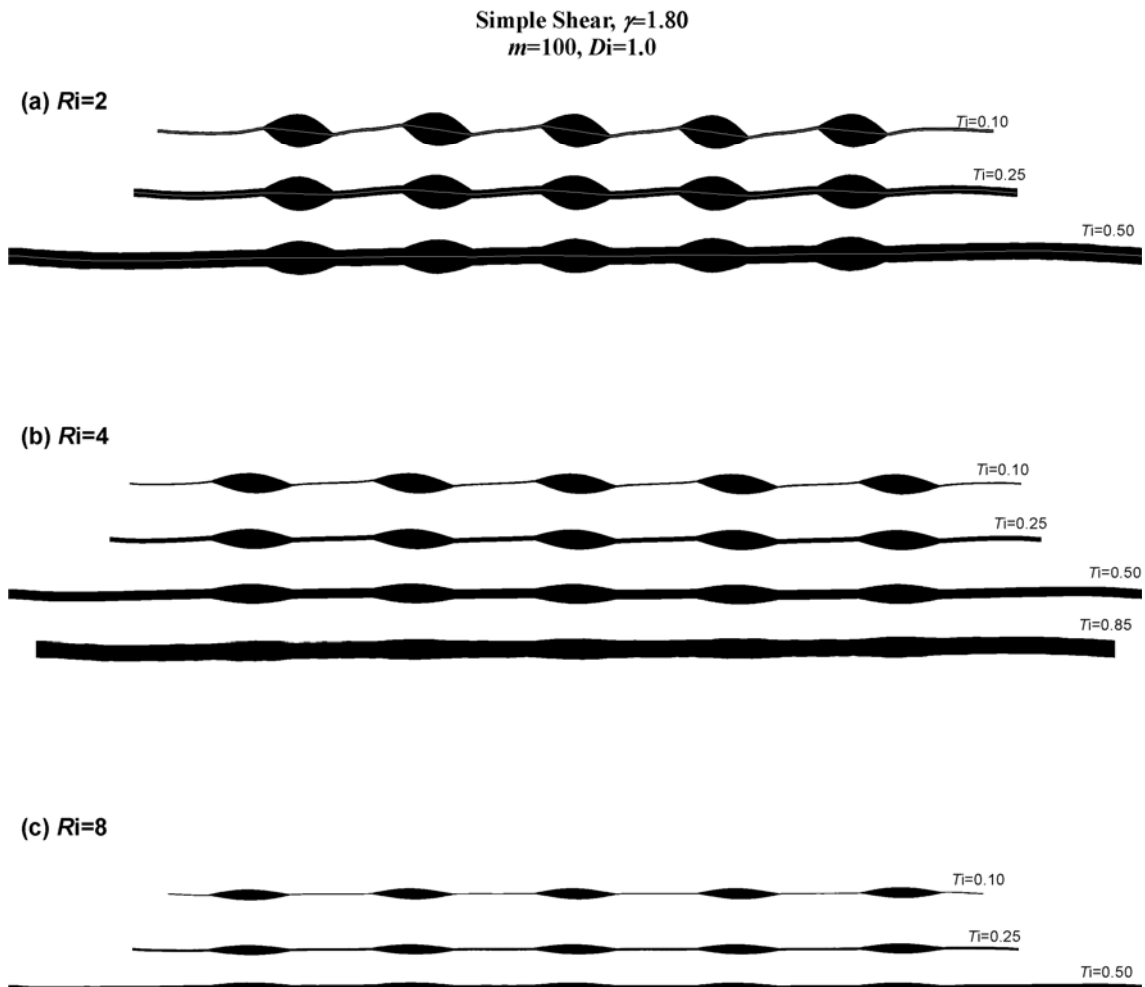 Simple Shear, γ=1.80
m=100, Di=1.0
(a) Ri=2
Ti=0.10
Ti=0.25
Ti=0.50
(b) Ri=4
Ti=0.10
Ti=0.25
Ti=0.50
Ti=0.85
(c) Ri=8
Ti=0.10
Ti=0.25
Ti=0.50